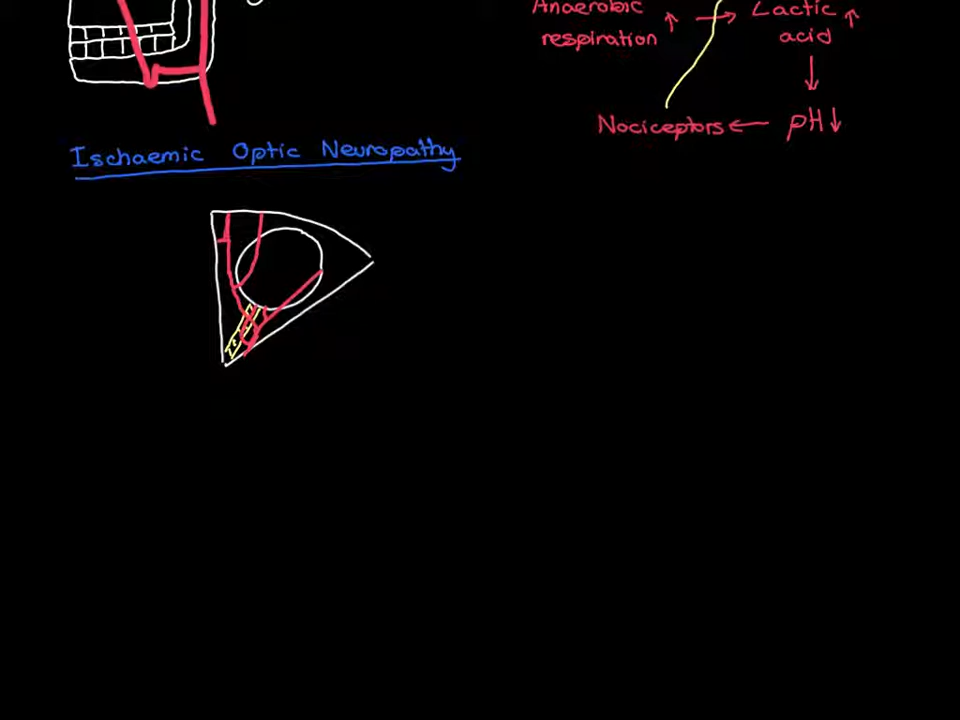 Anaerobic ↑ → Lactic ↑
respiration acid
↓
Nociceptors ← pH↓
Ischaemic Optic Neuropathy